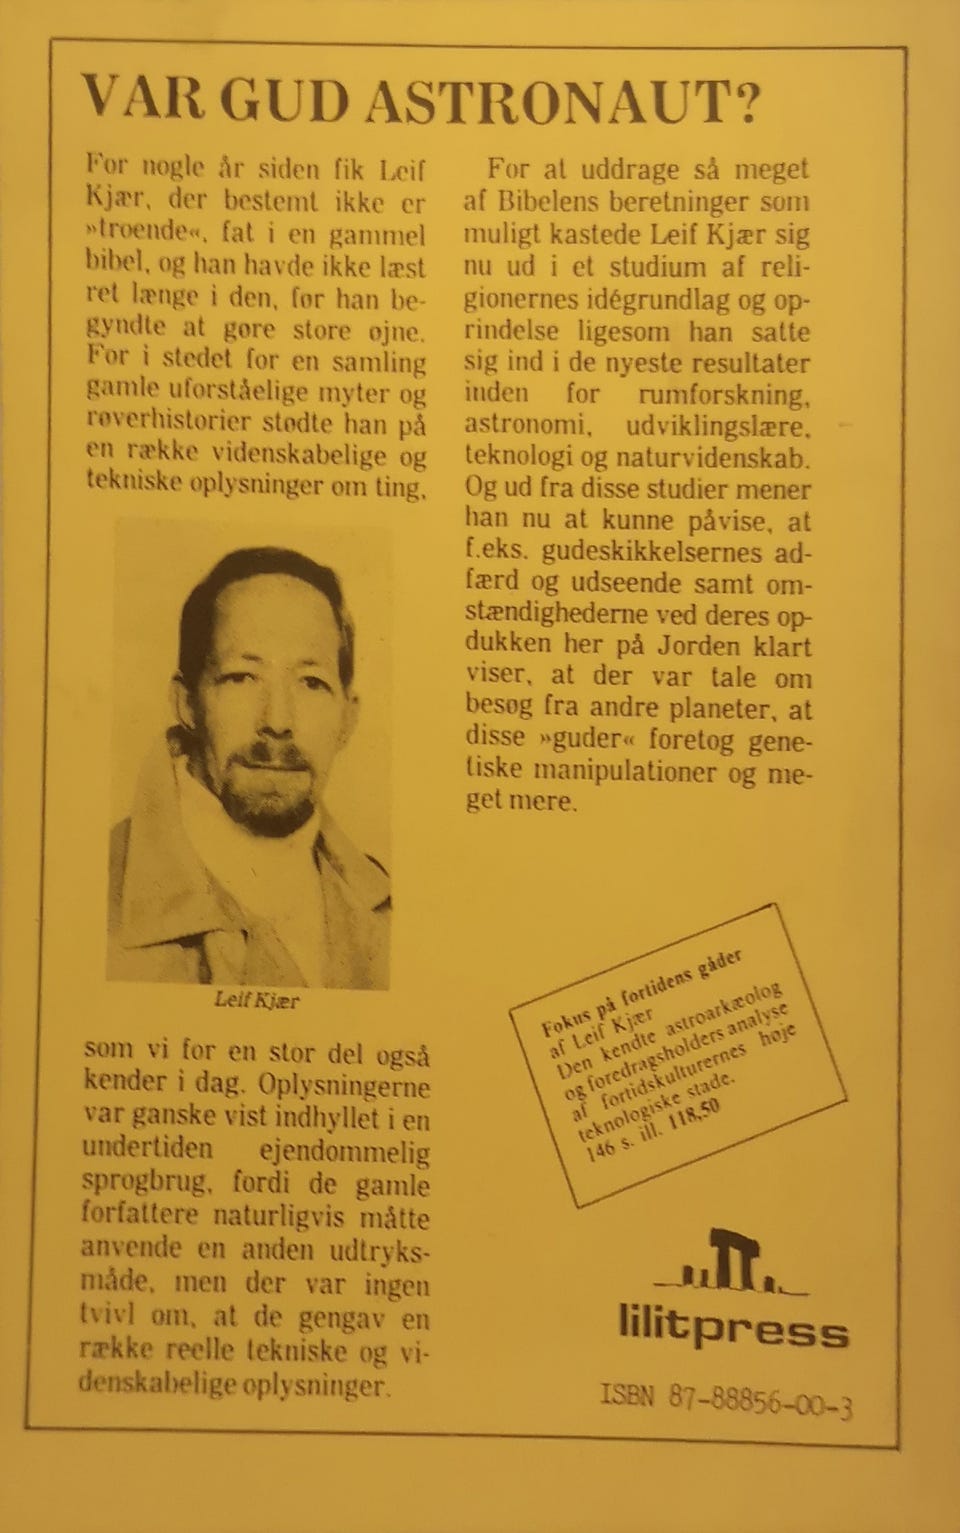 VAR GUD ASTRONAUT?
For nogle år siden fik Leif
Kjær, der bestemt ikke er
»troende«, fat i en gammel
bibel, og han havde ikke læst
ret længe i den, før han be-
gyndte at gøre store øjne.
For i stedet for en samling
gamle uforståelige myter og
røverhistorier stødte han på
en række videnskabelige og
tekniske oplysninger om ting,
Leif Kjær
som vi for en stor del også
kender i dag. Oplysningerne
var ganske vist indhyllet i en
undertiden ejendommelig
sprogbrug, fordi de gamle
forfattere naturligvis måtte
anvende en anden udtryks-
måde, men der var ingen
tvivl om, at de gengav en
række reelle tekniske og vi-
denskabelige oplysninger.
For at uddrage så meget
af Bibelens beretninger som
muligt kastede Leif Kjær sig
nu ud i et studium af reli-
gionernes idégrundlag og op-
rindelse ligesom han satte
sig ind i de nyeste resultater
inden for rumforskning,
astronomi, udviklingslære,
teknologi og naturvidenskab.
Og ud fra disse studier mener
han nu at kunne påvise, at
f.eks. gudeskikkelsernes ad-
færd og udseende samt om-
stændighederne ved deres op-
dukken her på Jorden klart
viser, at der var tale om
besøg fra andre planeter, at
disse »guder« foretog gene-
tiske manipulationer og me-
get mere.
Fokus på fortidens gåder
af Leif Kjær
Den kendte astroarkæolog
og foredragsholders analyse
af fortidskulturernes høje
teknologiske stade.
146 s. ill. 118,50
lilitpress
ISBN 87-88856-00-3